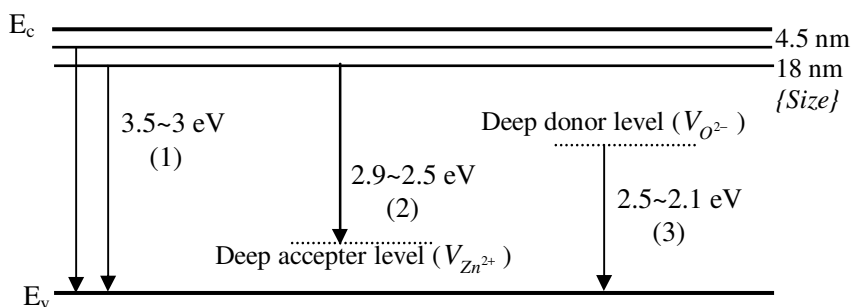 E_c
4.5 nm
18 nm
{Size}
3.5~3 eV
(1)
Deep donor level (V_{O^{2-}})
2.9~2.5 eV
(2)
2.5~2.1 eV
(3)
Deep accepter level (V_{Zn^{2+}})
E_v